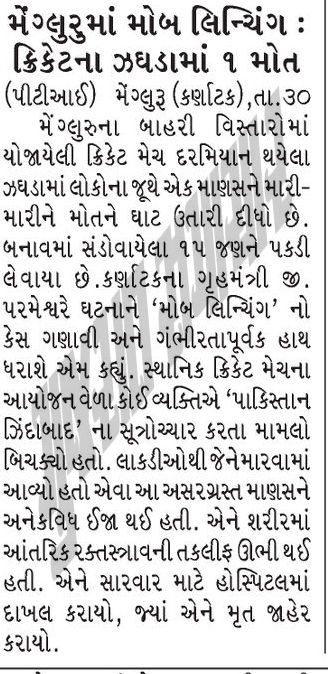 મેંગ્લુરુમાં મોબ લિન્ચિંગ :
ક્રિકેટના ઝઘડામાં ૧ મોત
(પીટીઆઈ) મેંગ્લુરૂ (કર્ણાટક),તા.૩૦
મેંગ્લુરુના બાહરી વિસ્તારોમાં
યોજાયેલી ક્રિકેટ મેચ દરમિયાન થયેલા
ઝઘડામાં લોકોના જૂથે એક માણસને મારી-
મારીને મોતને ઘાટ ઉતારી દીધો છે.
બનાવમાં સંડોવાયેલા ૧૫ જણને પકડી
લેવાયા છે.કર્ણાટકના ગૃહમંત્રી જી.
પરમેશ્વરે ઘટનાને ‘મોબ લિન્ચિંગ’ નો
કેસ ગણાવી અને ગંભીરતાપૂર્વક હાથ
ધરાશે એમ કહ્યું. સ્થાનિક ક્રિકેટ મેચના
આયોજન વેળા કોઈ વ્યક્તિએ ‘પાકિસ્તાન
ઝિંદાબાદ’ ના સૂત્રોચ્ચાર કરતા મામલો
બિચક્યો હતો. લાકડીઓથી જેને મારવામાં
આવ્યો હતો એવા આ અસરગ્રસ્ત માણસને
અનેકવિધ ઈજા થઈ હતી. એને શરીરમાં
આંતરિક રક્તસ્ત્રાવની તકલીફ ઊભી થઈ
હતી. એને સારવાર માટે હોસ્પિટલમાં
દાખલ કરાયો, જ્યાં એને મૃત જાહેર
કરાયો.